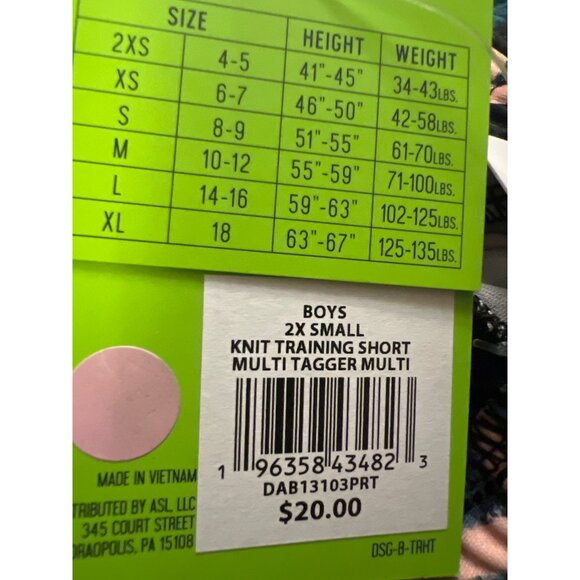 SIZE HEIGHT WEIGHT
2XS 4-5 41"-45" 34-43LBS.
XS 6-7 46"-50" 42-58LBS.
S 8-9 51"-55" 61-70LBS.
M 10-12 55"-59" 71-100LBS.
L 14-16 59"-63" 102-125LBS.
XL 18 63"-67" 125-135LBS.
BOYS
2X SMALL
KNIT TRAINING SHORT
MULTI TAGGER MULTI
1 96358 43482 3
DAB13103PRT
$20.00
MADE IN VIETNAM
TRIBUTED BY ASL, LLC
345 COURT STREET
ORAOPOLIS, PA 15108
DSG-B-TRHT